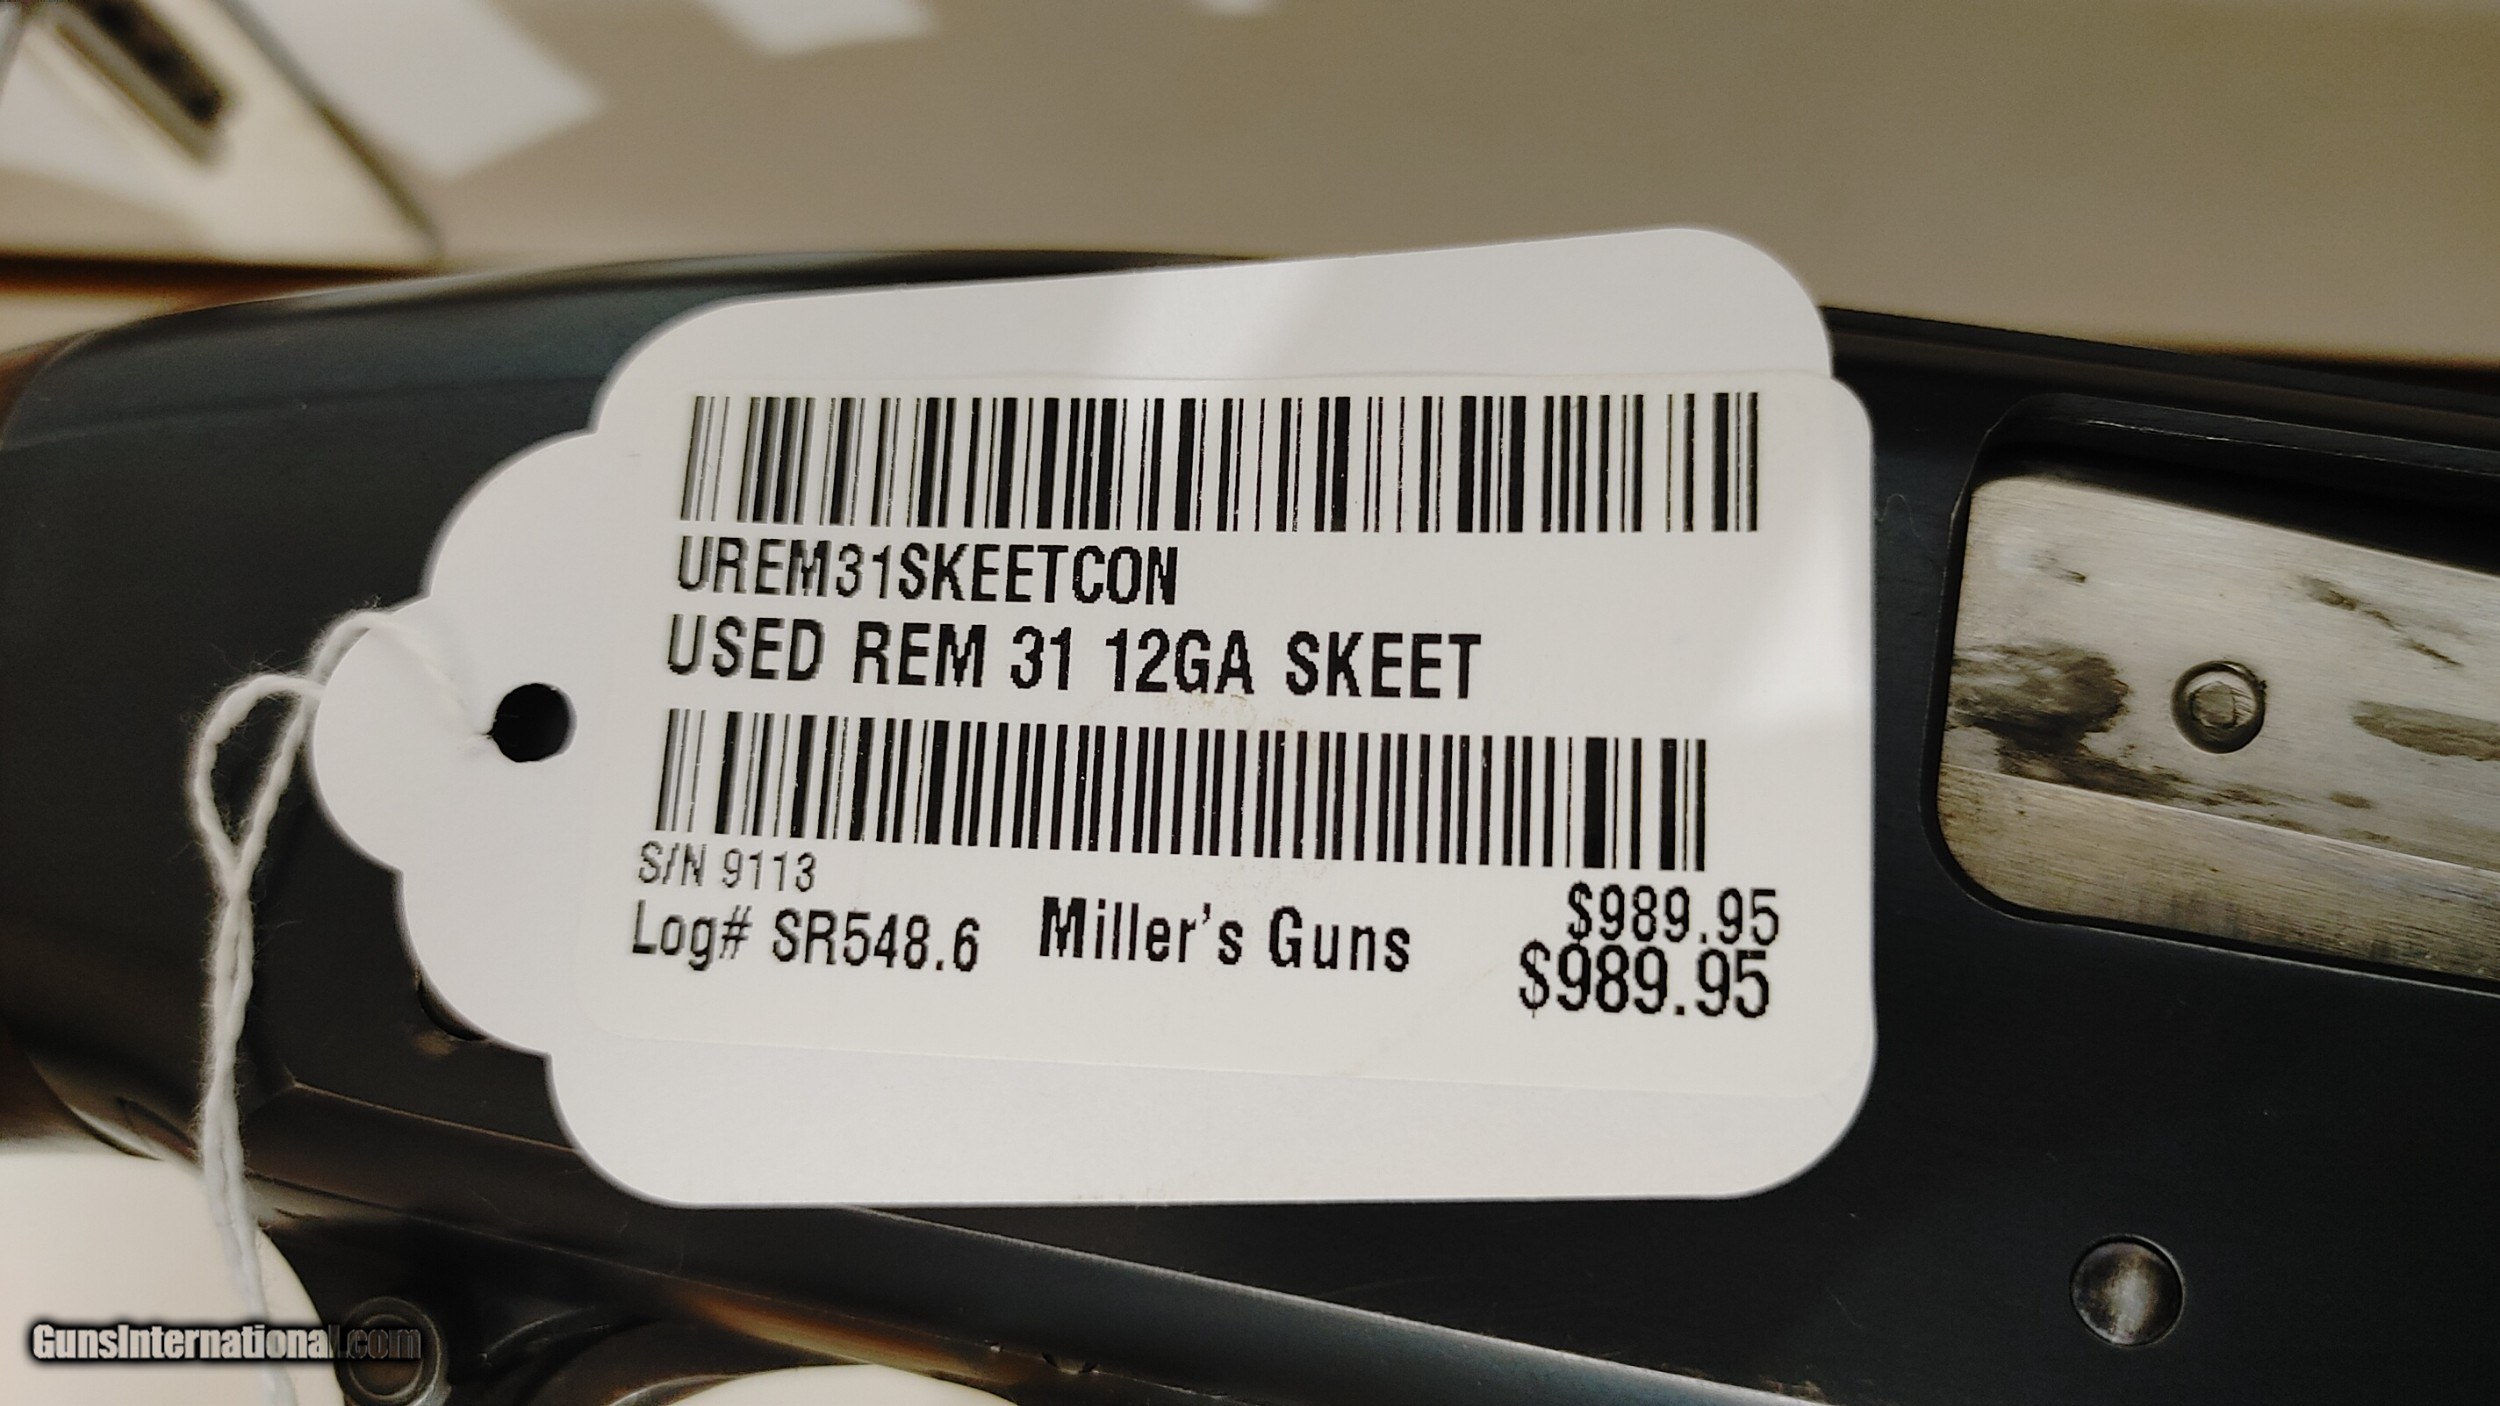 UREM31SKEETCON
USED REM 31 12GA SKEET
S/N 9113
$989.95
Log# SR548.6 Miller's Guns
$989.95
GunsInternational.com